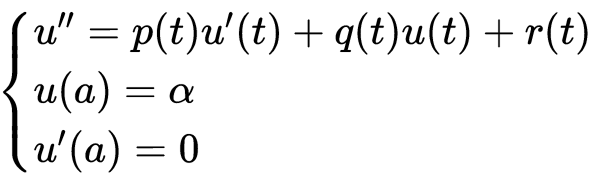 u″ = p(t)u′(t) + q(t)u(t) + r(t)
u(a) = α
u′(a) = 0